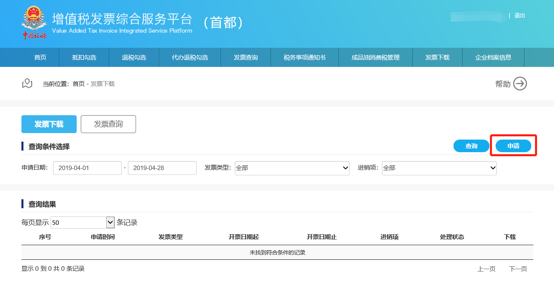 增值税发票综合服务平台 （首都）
Value Added Tax Invoice Integrated Service Platform
中国税务
| 退出
首页 抵扣勾选 退税勾选 代办退税勾选 发票查询 税务事项通知书 成品油消费税管理 发票下载 企业档案信息
当前位置：首页 - 发票下载
帮助
发票下载 发票查询
查询条件选择
查询 申请
申请日期： 2019-04-01 - 2019-04-28 发票类型： 全部 进销项： 全部
查询结果
每页显示 50 条记录
序号 申请时间 发票类型 开票日期起 开票日期止 进销项 处理状态 下载
未找到符合条件的记录
显示 0 到 0 共 0 条记录
上一页 下一页